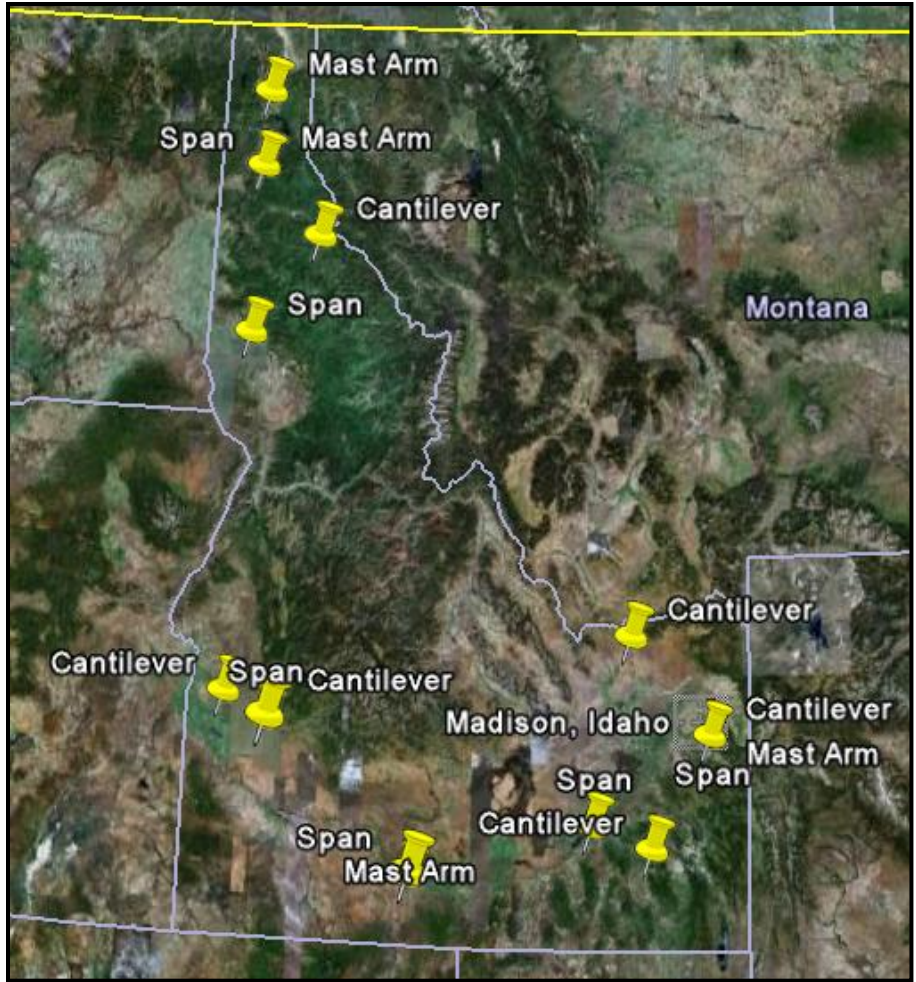 Mast Arm
Span Mast Arm
Cantilever
Span
Montana
Cantilever
Cantilever Span Cantilever
Cantilever
Madison, Idaho
Mast Arm
Span
Span
Cantilever
Span
Mast Arm